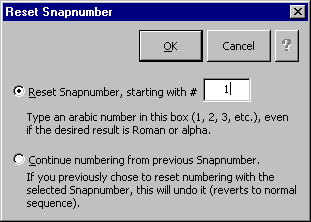 Reset Snapnumber
OK Cancel ?
Reset Snapnumber, starting with # 1
Type an arabic number in this box (1, 2, 3, etc.), even
if the desired result is Roman or alpha.
Continue numbering from previous Snapnumber.
If you previously chose to reset numbering with the
selected Snapnumber, this will undo it (reverts to normal
sequence).